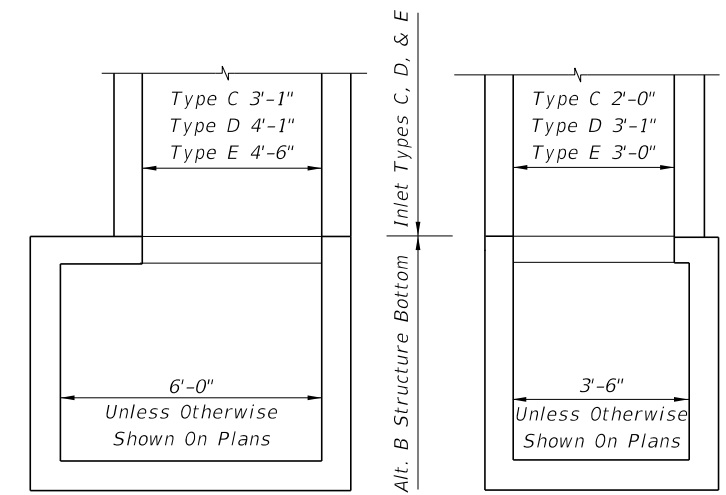 Type C 3'-1"
Type D 4'-1"
Type E 4'-6"
6'-0"
Unless Otherwise
Shown On Plans
Inlet Types C, D, & E
Alt. B Structure Bottom
Type C 2'-0"
Type D 3'-1"
Type E 3'-0"
3'-6"
Unless Otherwise
Shown On Plans